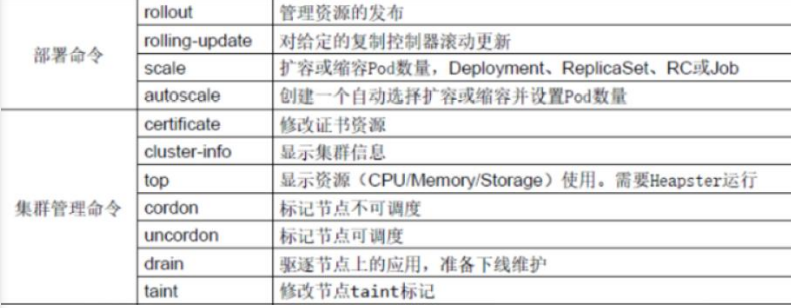 部署命令
rollout 管理资源的发布
rolling-update 对给定的复制控制器滚动更新
scale 扩容或缩容Pod数量，Deployment、ReplicaSet、RC或Job
autoscale 创建一个自动选择扩容或缩容并设置Pod数量
集群管理命令
certificate 修改证书资源
cluster-info 显示集群信息
top 显示资源（CPU/Memory/Storage）使用。需要Heapster运行
cordon 标记节点不可调度
uncordon 标记节点可调度
drain 驱逐节点上的应用，准备下线维护
taint 修改节点taint标记